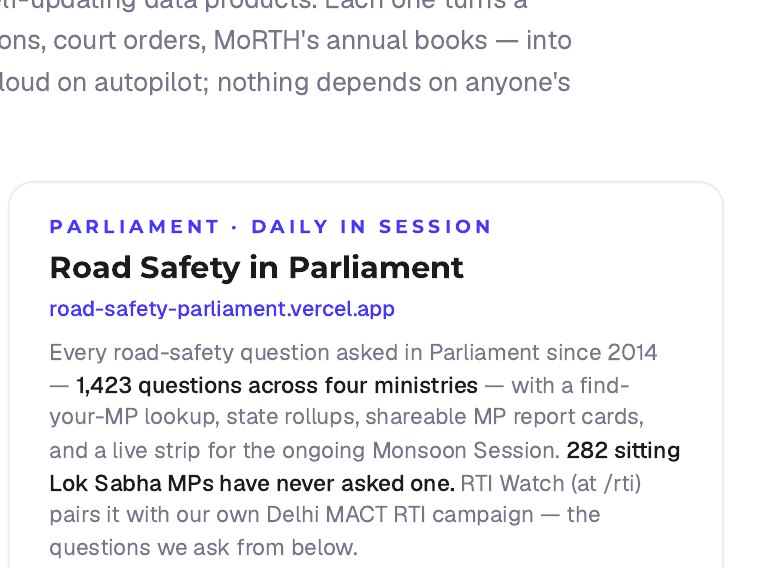 self-updating data products. Each one turns a
ons, court orders, MoRTH's annual books — into
loud on autopilot; nothing depends on anyone's
PARLIAMENT · DAILY IN SESSION
Road Safety in Parliament
road-safety-parliament.vercel.app
Every road-safety question asked in Parliament since 2014
— 1,423 questions across four ministries — with a find-
your-MP lookup, state rollups, shareable MP report cards,
and a live strip for the ongoing Monsoon Session. 282 sitting
Lok Sabha MPs have never asked one. RTI Watch (at /rti)
pairs it with our own Delhi MACT RTI campaign — the
questions we ask from below.